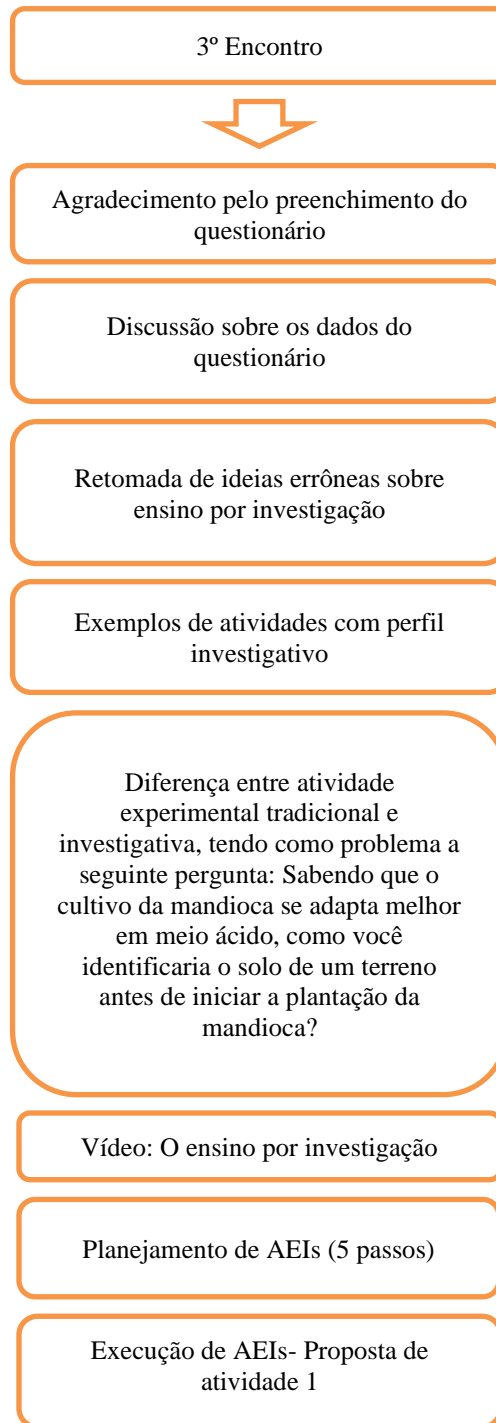 3º Encontro
Agradecimento pelo preenchimento do
questionário
Discussão sobre os dados do
questionário
Retomada de ideias errôneas sobre
ensino por investigação
Exemplos de atividades com perfil
investigativo
Diferença entre atividade
experimental tradicional e
investigativa, tendo como problema a
seguinte pergunta: Sabendo que o
cultivo da mandioca se adapta melhor
em meio ácido, como você
identificaria o solo de um terreno
antes de iniciar a plantação da
mandioca?
Vídeo: O ensino por investigação
Planejamento de AEIs (5 passos)
Execução de AEIs- Proposta de
atividade 1